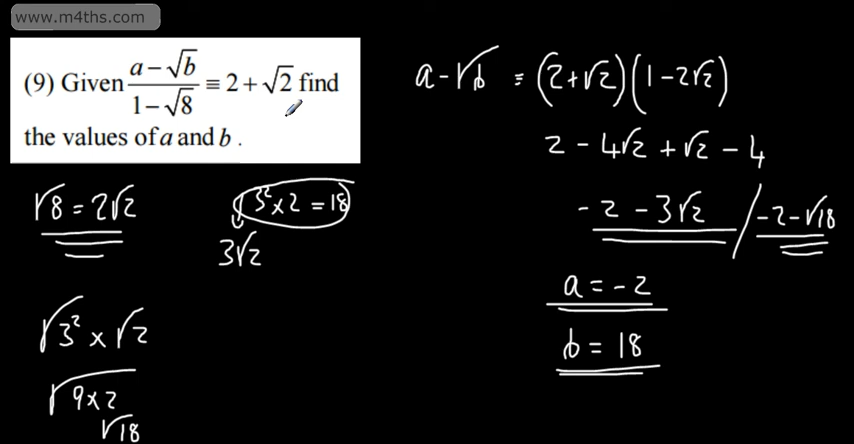 www.m4ths.com
(9) Given (a − √b)/(1 − √8) ≡ 2 + √2 find
the values of a and b .
√8 = 2√2
3² × 2 = 18
3√2
√3² × √2
√9 × 2
√18
a − √b ≡ (2 + √2)(1 − 2√2)
2 − 4√2 + √2 − 4
−2 − 3√2 / −2 − √18
a = −2
b = 18